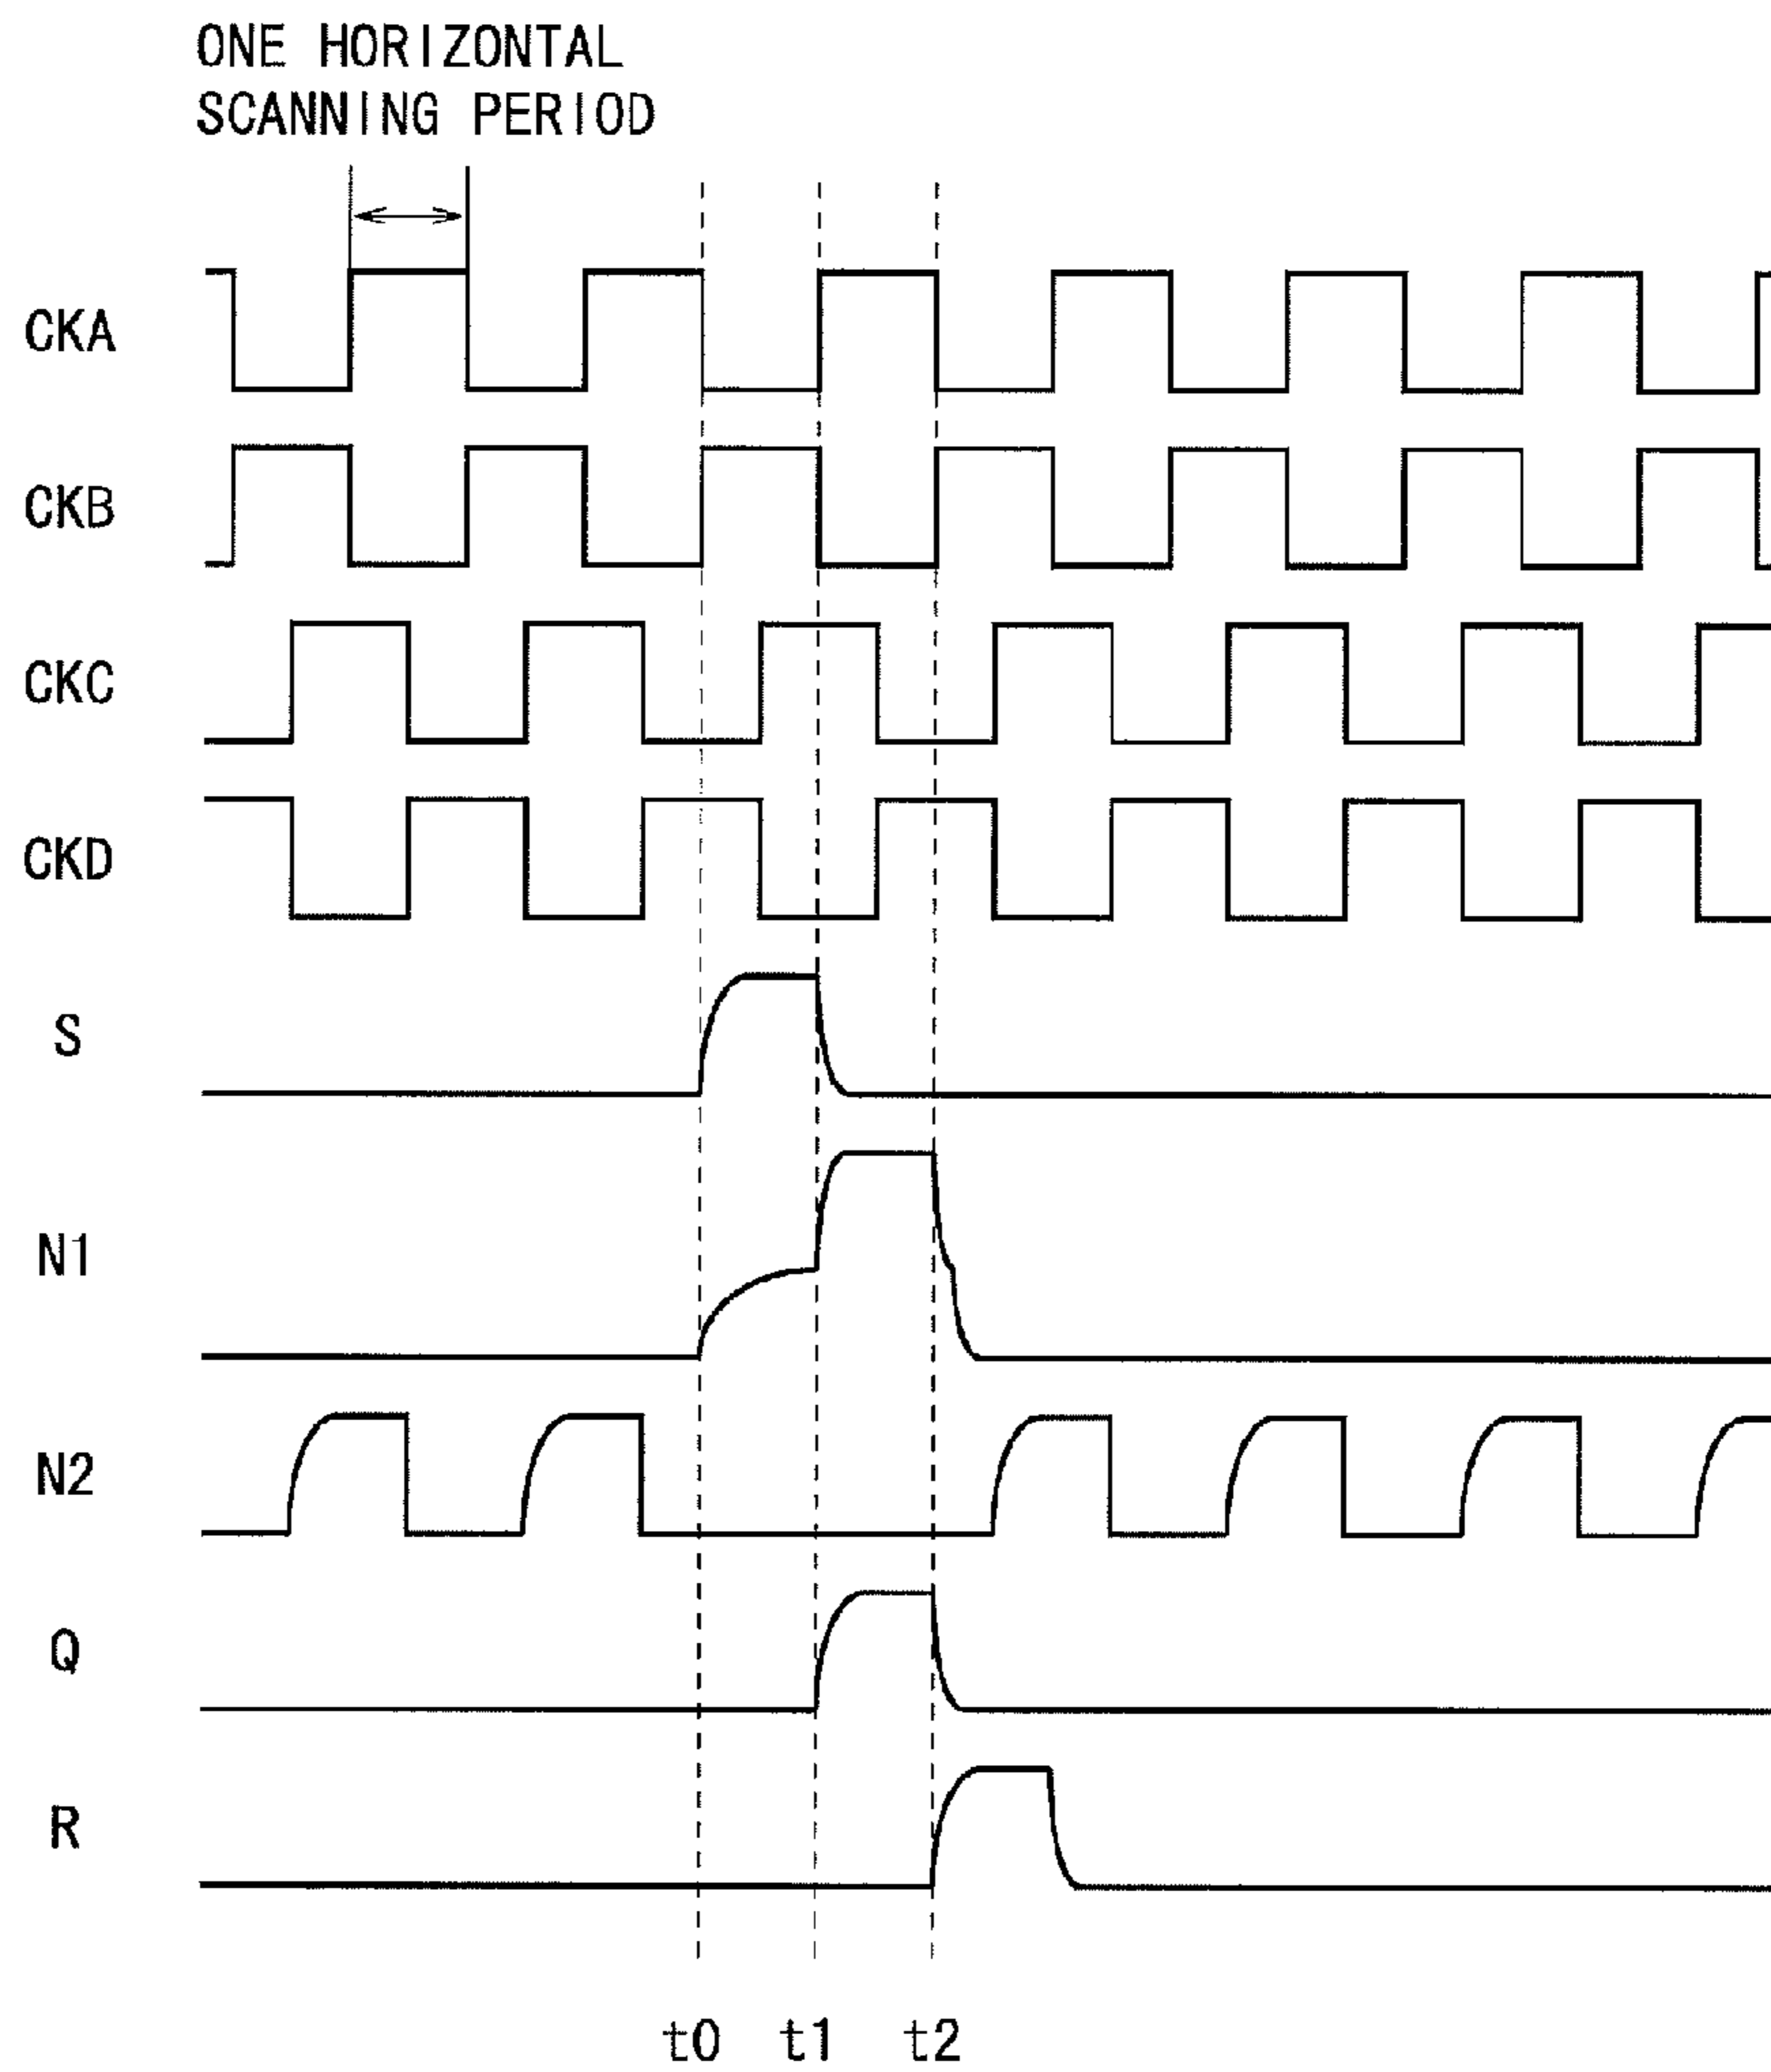 ONE HORIZONTAL
SCANNING PERIOD
CKA
CKB
CKC
CKD
S
N1
N2
Q
R
t0 t1 t2